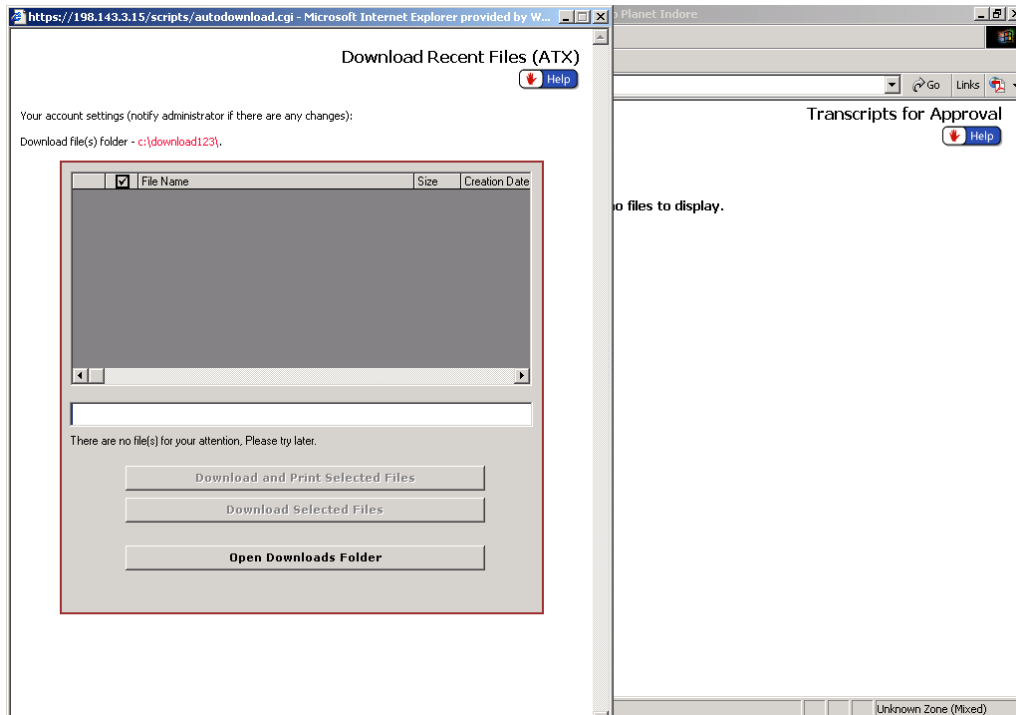 https://198.143.3.15/scripts/autodownload.cgi - Microsoft Internet Explorer provided by W...
Download Recent Files (ATX)
Help
Your account settings (notify administrator if there are any changes):
Download file(s) folder - c:\download123\.
File Name Size Creation Date
There are no file(s) for your attention, Please try later.
Download and Print Selected Files
Download Selected Files
Open Downloads Folder
Planet Indore
Go Links
Transcripts for Approval
Help
files to display.
Unknown Zone (Mixed)